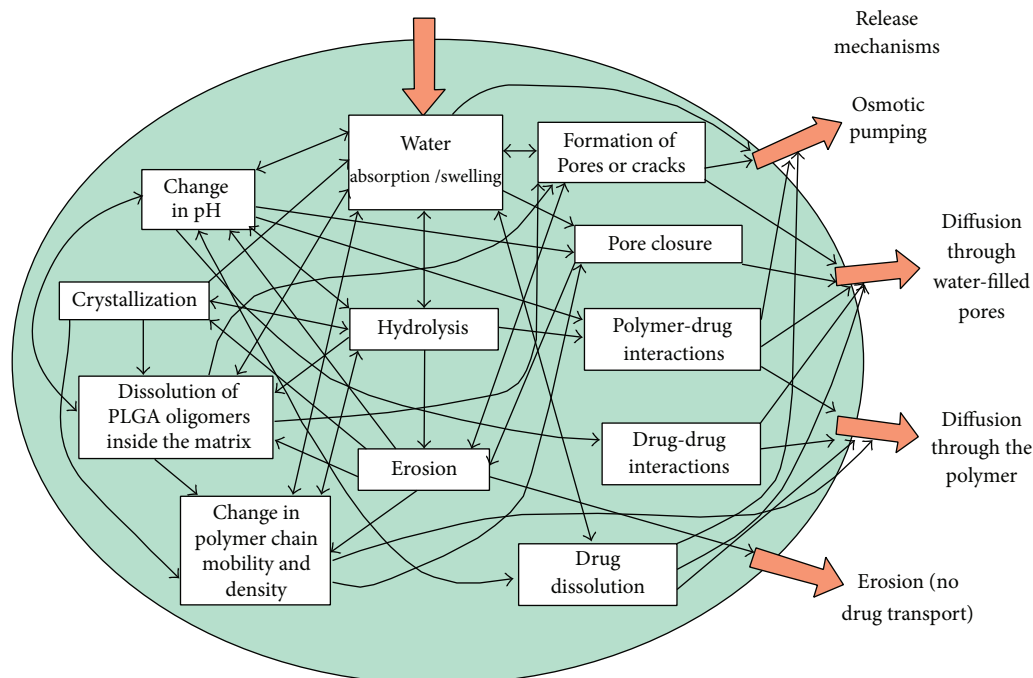 Release
mechanisms
Osmotic
pumping
Water
absorption /swelling
Formation of
Pores or cracks
Change
in pH
Pore closure
Diffusion
through
water-filled
pores
Crystallization
Hydrolysis
Polymer-drug
interactions
Dissolution of
PLGA oligomers
inside the matrix
Drug-drug
interactions
Diffusion
through the
polymer
Erosion
Change in
polymer chain
mobility and
density
Drug
dissolution
Erosion (no
drug transport)